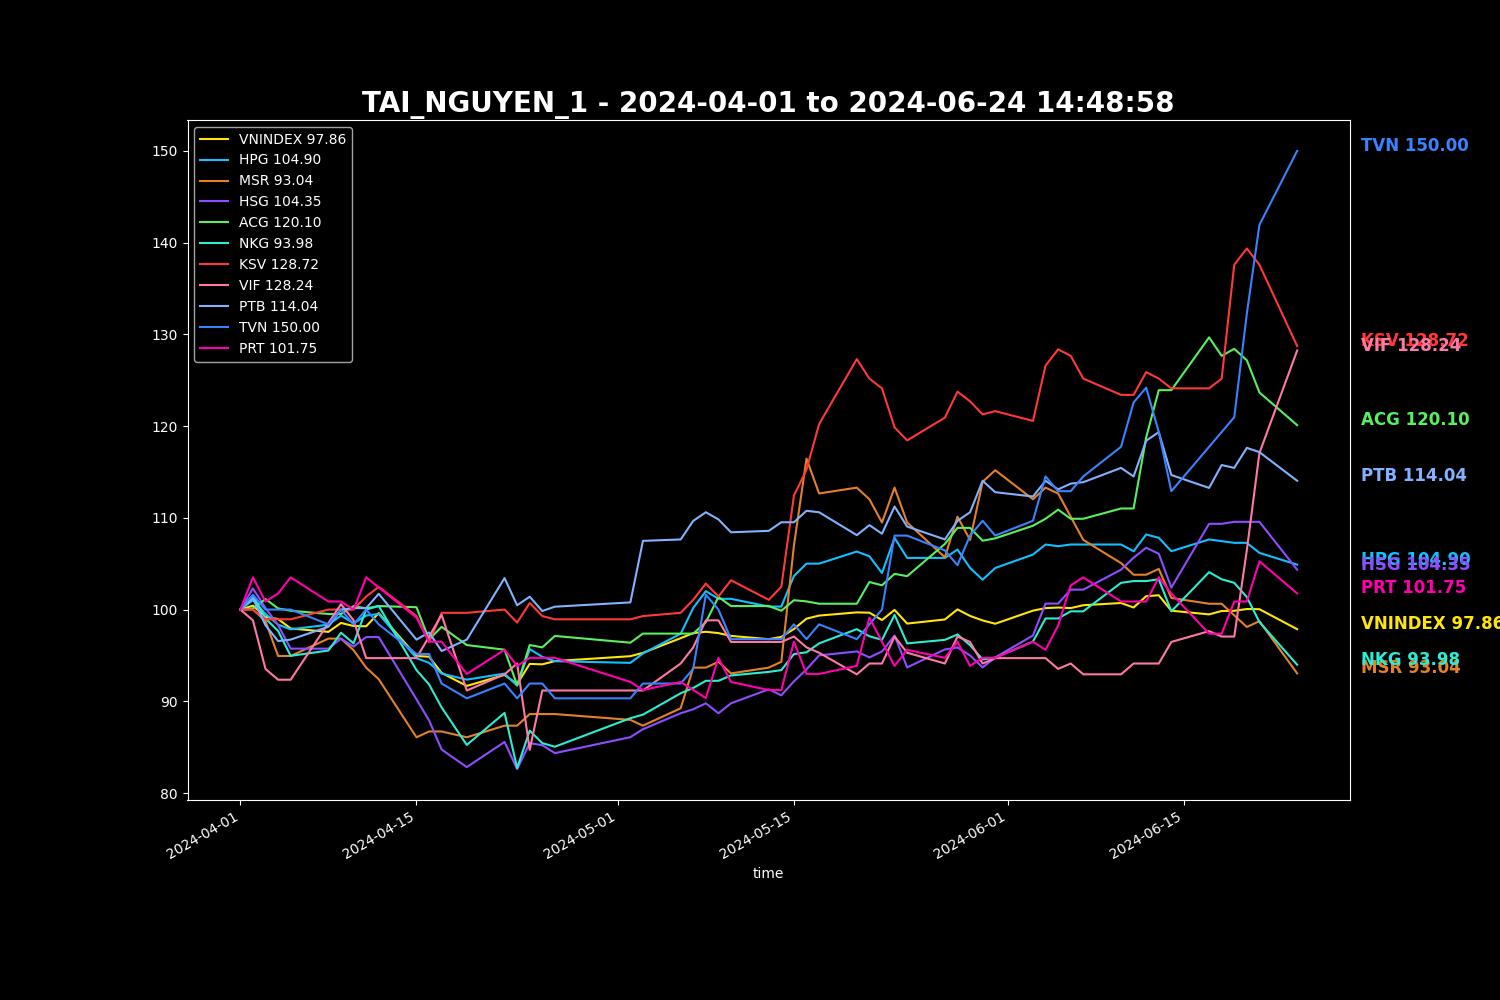 TAI_NGUYEN_1 - 2024-04-01 to 2024-06-24 14:48:58
VNINDEX 97.86
HPG 104.90
MSR 93.04
HSG 104.35
ACG 120.10
NKG 93.98
KSV 128.72
VIF 128.24
PTB 114.04
TVN 150.00
PRT 101.75
150
140
130
120
110
100
90
80
TVN 150.00
KSV 128.72
VIF 128.24
ACG 120.10
PTB 114.04
HPG 104.90
HSG 104.35
PRT 101.75
VNINDEX 97.86
NKG 93.98
MSR 93.04
2024-04-01
2024-04-15
2024-05-01
2024-05-15
2024-06-01
2024-06-15
time